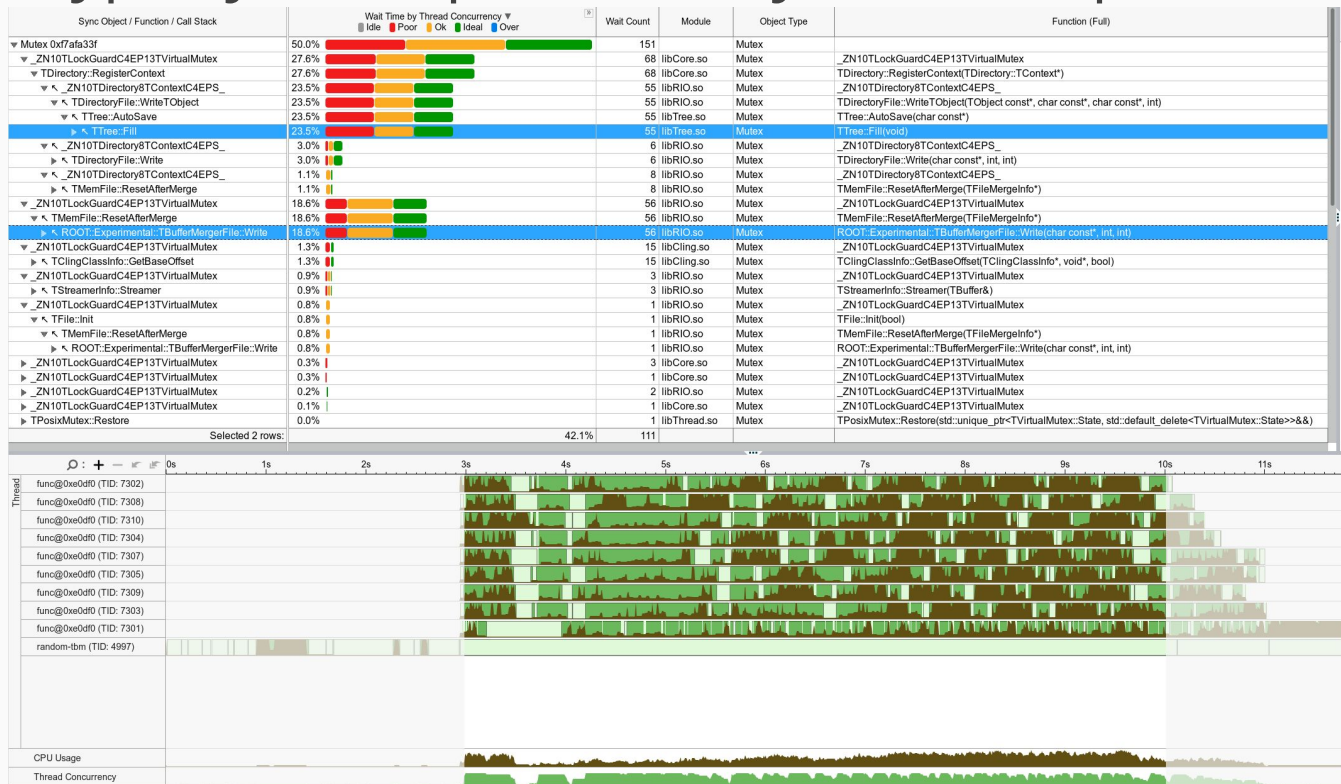 Sync Object / Function / Call Stack Wait Time by Thread Concurrency ▼ Wait Count Module Object Type Function (Full)
Idle Poor Ok Ideal Over
Mutex 0xf7afa33f 50.0% 151 Mutex
_ZN10TLockGuardC4EP13TVirtualMutex 27.6% 68 libCore.so Mutex _ZN10TLockGuardC4EP13TVirtualMutex
TDirectory::RegisterContext 27.6% 68 libCore.so Mutex TDirectory::RegisterContext(TDirectory::TContext*)
_ZN10TDirectory8TContextC4EPS_ 23.5% 55 libRIO.so Mutex _ZN10TDirectory8TContextC4EPS_
TDirectoryFile::WriteTObject 23.5% 55 libRIO.so Mutex TDirectoryFile::WriteTObject(TObject const*, char const*, char const*, int)
TTree::AutoSave 23.5% 55 libTree.so Mutex TTree::AutoSave(char const*)
TTree::Fill 23.5% 55 libTree.so Mutex TTree::Fill(void)
_ZN10TDirectory8TContextC4EPS_ 3.0% 6 libRIO.so Mutex _ZN10TDirectory8TContextC4EPS_
TDirectoryFile::Write 3.0% 6 libRIO.so Mutex TDirectoryFile::Write(char const*, int, int)
_ZN10TDirectory8TContextC4EPS_ 1.1% 8 libRIO.so Mutex _ZN10TDirectory8TContextC4EPS_
TMemFile::ResetAfterMerge 1.1% 8 libRIO.so Mutex TMemFile::ResetAfterMerge(TFileMergeInfo*)
_ZN10TLockGuardC4EP13TVirtualMutex 18.6% 56 libRIO.so Mutex _ZN10TLockGuardC4EP13TVirtualMutex
TMemFile::ResetAfterMerge 18.6% 56 libRIO.so Mutex TMemFile::ResetAfterMerge(TFileMergeInfo*)
ROOT::Experimental::TBufferMergerFile::Write 18.6% 56 libRIO.so Mutex ROOT::Experimental::TBufferMergerFile::Write(char const*, int, int)
_ZN10TLockGuardC4EP13TVirtualMutex 1.3% 15 libCling.so Mutex _ZN10TLockGuardC4EP13TVirtualMutex
TClingClassInfo::GetBaseOffset 1.3% 15 libCling.so Mutex TClingClassInfo::GetBaseOffset(TClingClassInfo*, void*, bool)
_ZN10TLockGuardC4EP13TVirtualMutex 0.9% 3 libRIO.so Mutex _ZN10TLockGuardC4EP13TVirtualMutex
TStreamerInfo::Streamer 0.9% 3 libRIO.so Mutex TStreamerInfo::Streamer(TBuffer&)
_ZN10TLockGuardC4EP13TVirtualMutex 0.8% 1 libRIO.so Mutex _ZN10TLockGuardC4EP13TVirtualMutex
TFile::Init 0.8% 1 libRIO.so Mutex TFile::Init(bool)
TMemFile::ResetAfterMerge 0.8% 1 libRIO.so Mutex TMemFile::ResetAfterMerge(TFileMergeInfo*)
ROOT::Experimental::TBufferMergerFile::Write 0.8% 1 libRIO.so Mutex ROOT::Experimental::TBufferMergerFile::Write(char const*, int, int)
_ZN10TLockGuardC4EP13TVirtualMutex 0.3% 3 libCore.so Mutex _ZN10TLockGuardC4EP13TVirtualMutex
_ZN10TLockGuardC4EP13TVirtualMutex 0.3% 1 libCore.so Mutex _ZN10TLockGuardC4EP13TVirtualMutex
_ZN10TLockGuardC4EP13TVirtualMutex 0.2% 2 libRIO.so Mutex _ZN10TLockGuardC4EP13TVirtualMutex
_ZN10TLockGuardC4EP13TVirtualMutex 0.1% 1 libCore.so Mutex _ZN10TLockGuardC4EP13TVirtualMutex
TPosixMutex::Restore 0.0% 1 libThread.so Mutex TPosixMutex::Restore(std::unique_ptr<TVirtualMutex::State, std::default_delete<TVirtualMutex::State>>&&)
Selected 2 rows: 42.1% 111
0s 1s 2s 3s 4s 5s 6s 7s 8s 9s 10s 11s
Thread
func@0xe0df0 (TID: 7302)
func@0xe0df0 (TID: 7308)
func@0xe0df0 (TID: 7310)
func@0xe0df0 (TID: 7304)
func@0xe0df0 (TID: 7307)
func@0xe0df0 (TID: 7305)
func@0xe0df0 (TID: 7309)
func@0xe0df0 (TID: 7303)
func@0xe0df0 (TID: 7301)
random-tbm (TID: 4997)
CPU Usage
Thread Concurrency